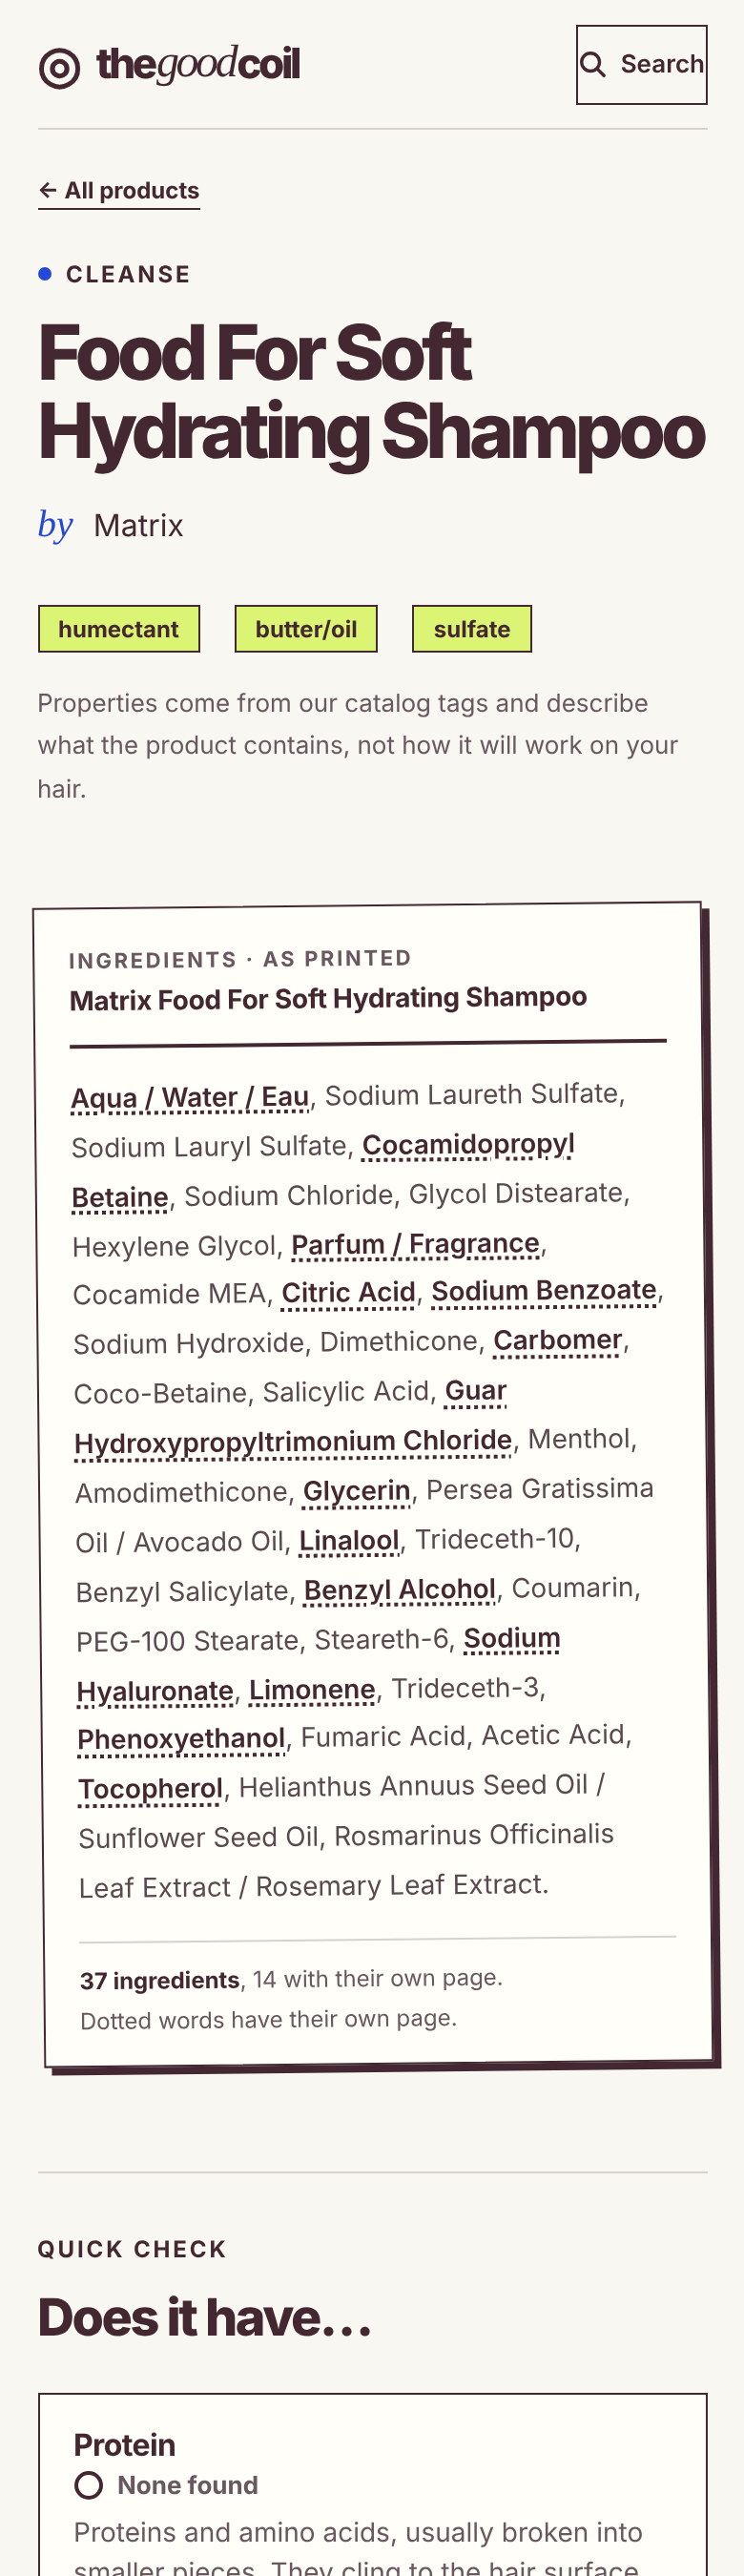 thegoodcoil
Search
← All products
CLEANSE
Food For Soft
Hydrating Shampoo
by Matrix
humectant
butter/oil
sulfate
Properties come from our catalog tags and describe
what the product contains, not how it will work on your
hair.
INGREDIENTS · AS PRINTED
Matrix Food For Soft Hydrating Shampoo
Aqua / Water / Eau, Sodium Laureth Sulfate,
Sodium Lauryl Sulfate, Cocamidopropyl
Betaine, Sodium Chloride, Glycol Distearate,
Hexylene Glycol, Parfum / Fragrance,
Cocamide MEA, Citric Acid, Sodium Benzoate,
Sodium Hydroxide, Dimethicone, Carbomer,
Coco-Betaine, Salicylic Acid, Guar
Hydroxypropyltrimonium Chloride, Menthol,
Amodimethicone, Glycerin, Persea Gratissima
Oil / Avocado Oil, Linalool, Trideceth-10,
Benzyl Salicylate, Benzyl Alcohol, Coumarin,
PEG-100 Stearate, Steareth-6, Sodium
Hyaluronate, Limonene, Trideceth-3,
Phenoxyethanol, Fumaric Acid, Acetic Acid,
Tocopherol, Helianthus Annuus Seed Oil /
Sunflower Seed Oil, Rosmarinus Officinalis
Leaf Extract / Rosemary Leaf Extract.
37 ingredients, 14 with their own page.
Dotted words have their own page.
QUICK CHECK
Does it have…
Protein
None found
Proteins and amino acids, usually broken into
smaller pieces. They cling to the hair surface